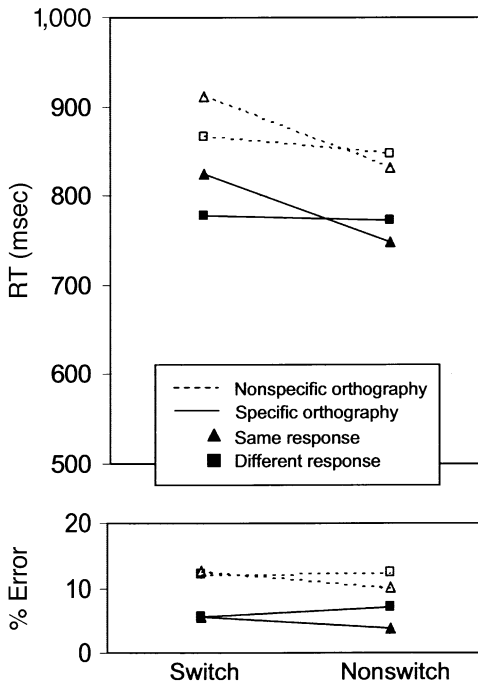 1,000
900
800
700
600
500
RT (msec)
Nonspecific orthography
Specific orthography
Same response
Different response
20
10
0
% Error
Switch
Nonswitch